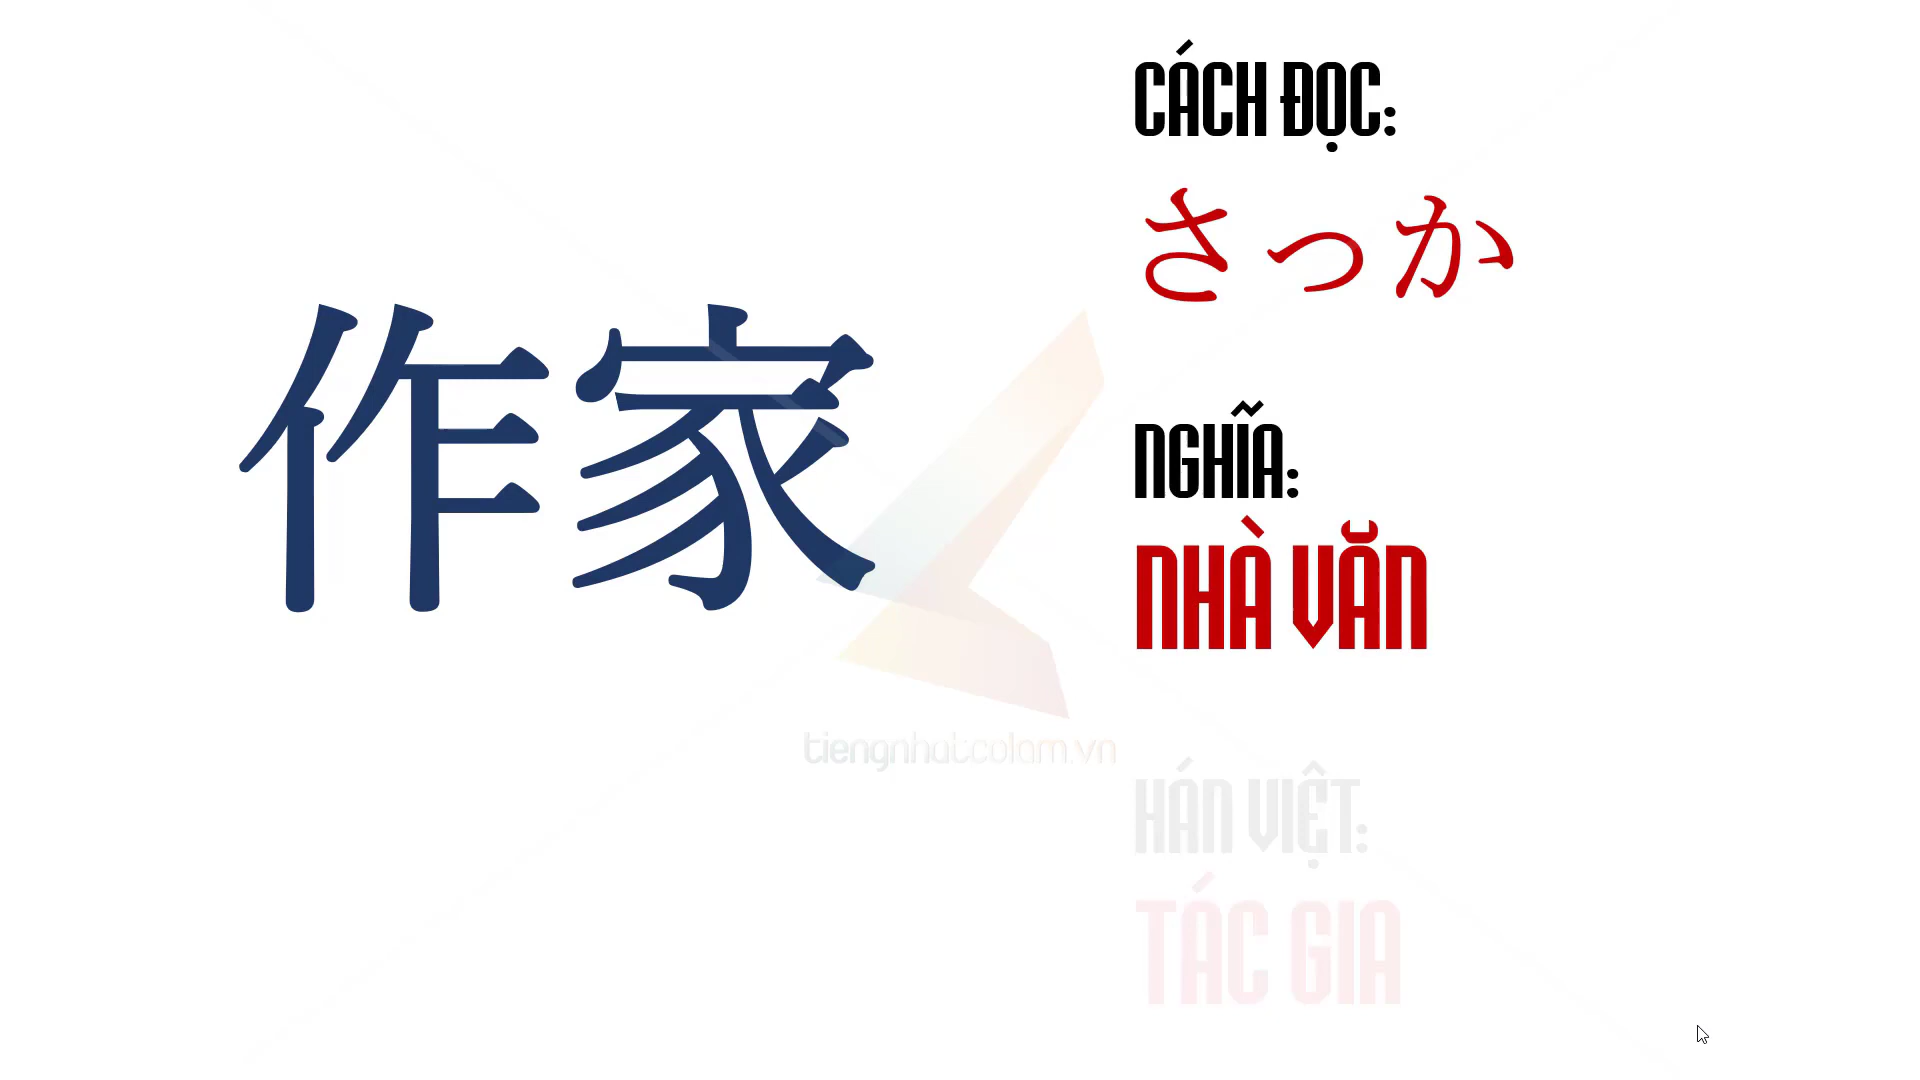 作家
CÁCH ĐỌC:
さっか
NGHĨA:
NHÀ VĂN
tiengnhatcolam.vn
HÁN VIỆT:
TÁC GIA